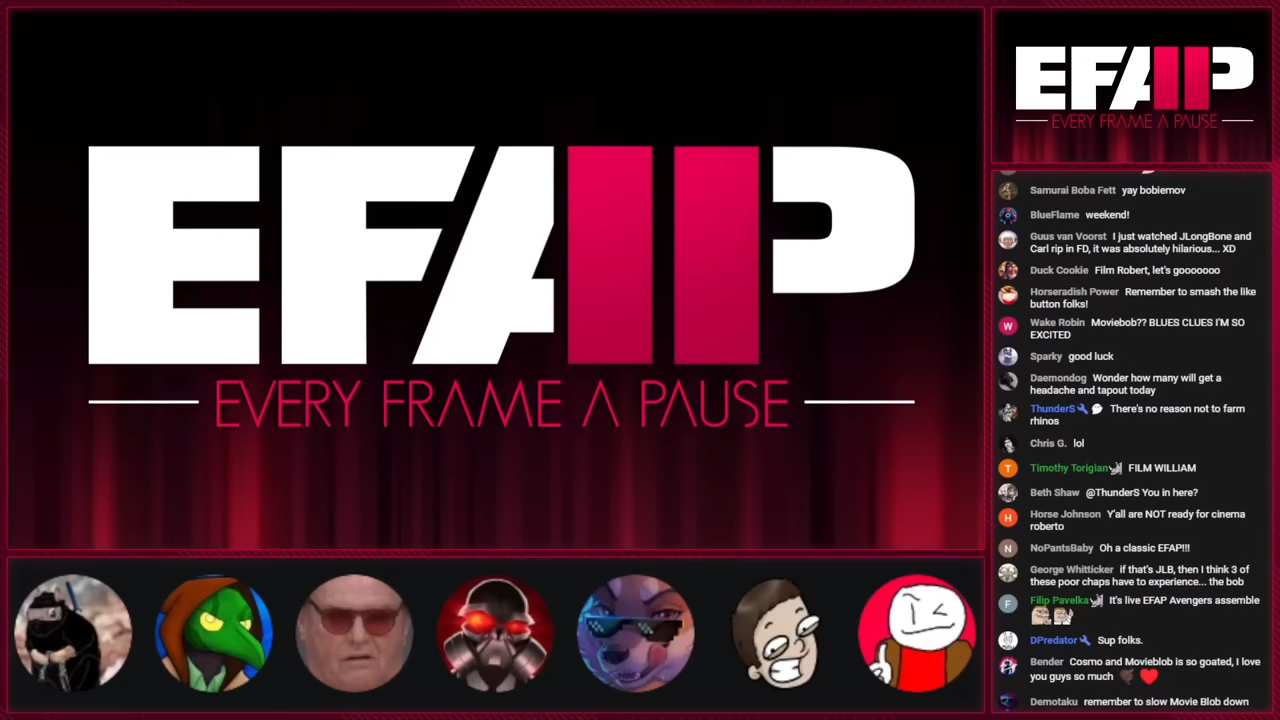 EFAP
EVERY FRAME A PAUSE
EFAP
EVERY FRAME A PAUSE
Samurai Boba Fett yay bobiemov
BlueFlame weekend!
Guus van Voorst I just watched JLongBone and
Carl rip in FD, it was absolutely hilarious... XD
Duck Cookie Film Robert, let's gooooooo
Horseradish Power Remember to smash the like
button folks!
W
Wake Robin Moviebob?? BLUES CLUES I'M SO
EXCITED
Sparky good luck
Daemondog Wonder how many will get a
headache and tapout today
ThunderS There's no reason not to farm
rhinos
Chris G. lol
T
Timothy Torigian FILM WILLIAM
Beth Shaw @ThunderS You in here?
H
Horse Johnson Y'all are NOT ready for cinema
roberto
N
NoPantsBaby Oh a classic EFAP!!!
George Whitticker if that's JLB, then I think 3 of
these poor chaps have to experience... the bob
F
Filip Pavelka It's live EFAP Avengers assemble
DPredator Sup folks.
Bender Cosmo and Movieblob is so goated, I love
you guys so much
Demotaku remember to slow Movie Blob down